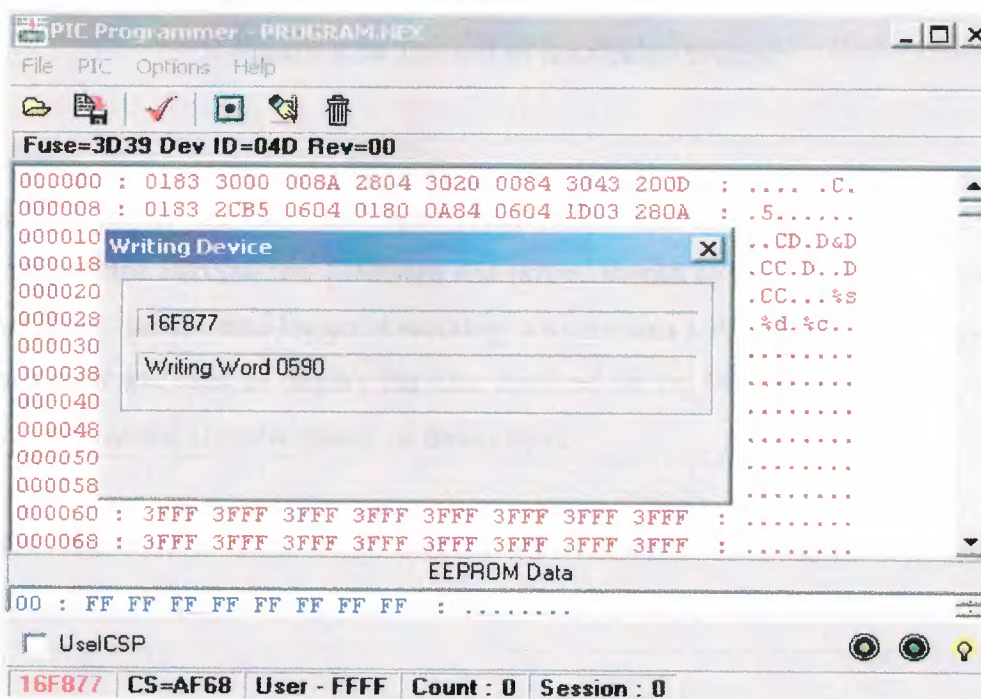 PIC Programmer - PROGRAM.HEX
File PIC Options Help
Fuse=3D39 Dev ID=04D Rev=00
000000 : 0183 3000 008A 2804 3020 0084 3043 200D : ..... .C.
000008 : 0183 2CB5 0604 0180 0A84 0604 1D03 280A : .5......
000010 ..CD.D&D
000018 .CC.D..D
000020 .CC...%s
000028 .%d.%c..
000030 ........
000038 ........
000040 ........
000048 ........
000050 ........
000058 ........
Writing Device
16F877
Writing Word 0590
000060 : 3FFF 3FFF 3FFF 3FFF 3FFF 3FFF 3FFF 3FFF : ........
000068 : 3FFF 3FFF 3FFF 3FFF 3FFF 3FFF 3FFF 3FFF : ........
EEPROM Data
00 : FF FF FF FF FF FF FF FF : ........
UseICSP
16F877 CS=AF68 User - FFFF Count : 0 Session : 0